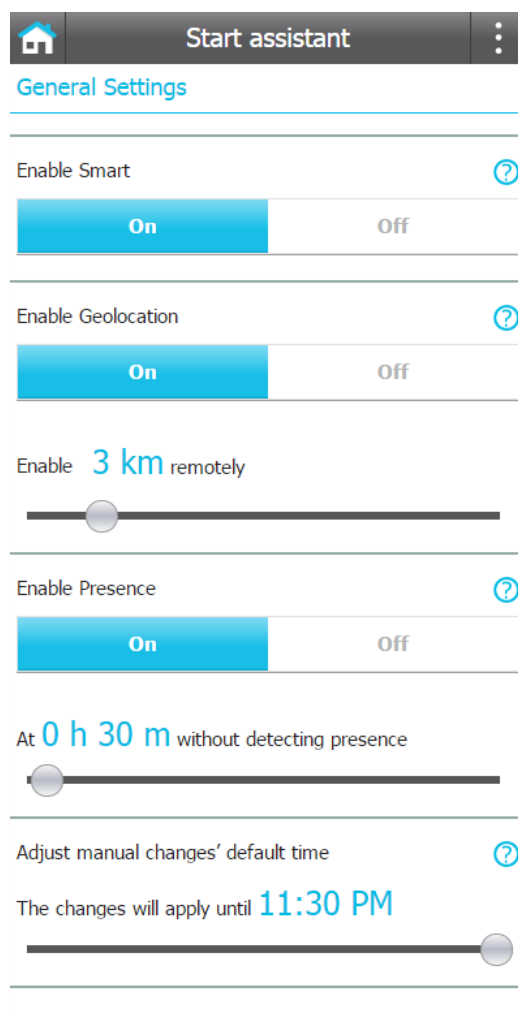 Start assistant
General Settings
Enable Smart
?
On Off
Enable Geolocation
?
On Off
Enable 3 km remotely
Enable Presence
?
On Off
At 0 h 30 m without detecting presence
Adjust manual changes' default time
?
The changes will apply until 11:30 PM